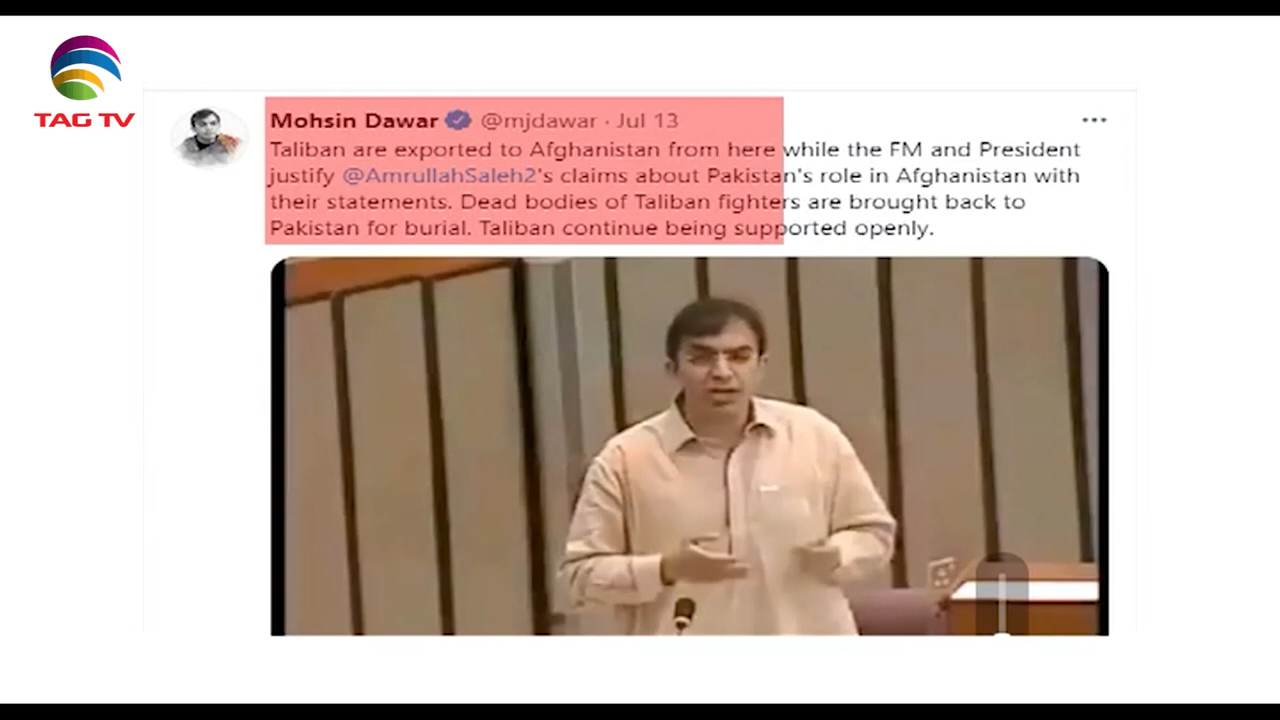 TAG TV
Mohsin Dawar @mjdawar · Jul 13
Taliban are exported to Afghanistan from here while the FM and President
justify @AmrullahSaleh2's claims about Pakistan's role in Afghanistan with
their statements. Dead bodies of Taliban fighters are brought back to
Pakistan for burial. Taliban continue being supported openly.